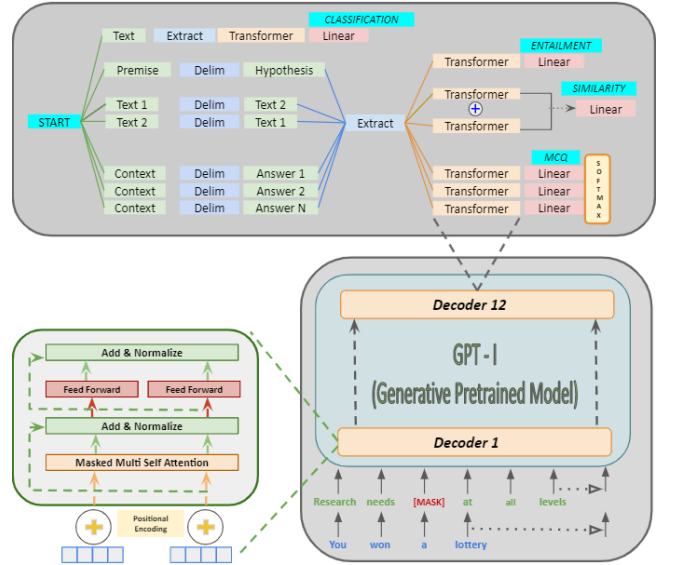 CLASSIFICATION
Text Extract Transformer Linear
ENTAILMENT
Premise Delim Hypothesis Transformer Linear
SIMILARITY
Text 1 Delim Text 2 Transformer
Linear
START Text 2 Delim Text 1 Extract Transformer
MCQ
Context Delim Answer 1 Transformer Linear
Context Delim Answer 2 Transformer Linear
Context Delim Answer N Transformer Linear
SOFTMAX
Decoder 12
GPT - I
(Generative Pretrained Model)
Decoder 1
Research needs [MASK] at all levels
You won a lottery
Add & Normalize
Feed Forward Feed Forward
Add & Normalize
Masked Multi Self Attention
Positional
Encoding